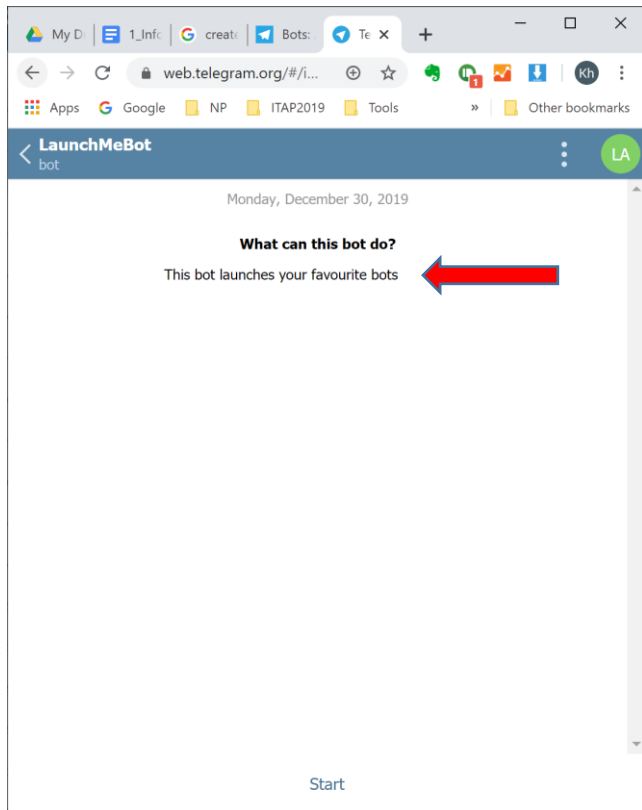 My D
1_Info
create
Bots:
Te
web.telegram.org/#/i...
1
Kh
Apps
Google
NP
ITAP2019
Tools
»
Other bookmarks
LaunchMeBot
bot
LA
Monday, December 30, 2019
What can this bot do?
This bot launches your favourite bots
Start